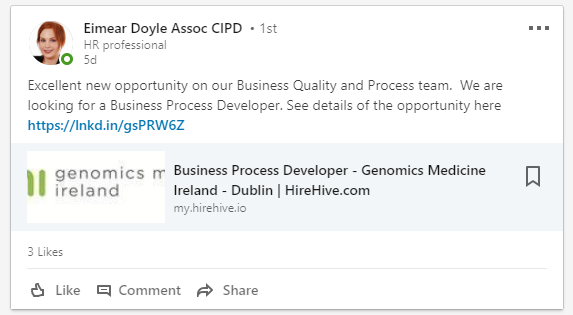 Eimear Doyle Assoc CIPD • 1st
HR professional
5d
Excellent new opportunity on our Business Quality and Process team. We are
looking for a Business Process Developer. See details of the opportunity here
https://lnkd.in/gsPRW6Z
genomics m
ireland
Business Process Developer - Genomics Medicine
Ireland - Dublin | HireHive.com
my.hirehive.io
3 Likes
Like Comment Share